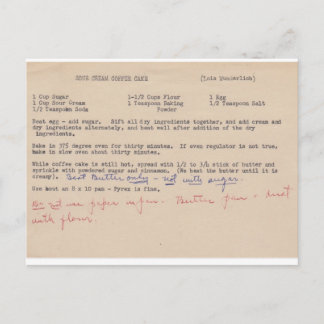 SOUR CREAM COFFEE CAKE (Lois Wunderlich)
1 Cup Sugar 1-1/2 Cups Flour 1 Egg
1 Cup Sour Cream 1 Teaspoon Baking 1/2 Teaspoon Salt
1/2 Teaspoon Soda Powder
Beat egg - add sugar. Sift all dry ingredients together, and add cream and
dry ingredients alternately, and beat well after addition of the dry
ingredients.
Bake in 375 degree oven for thirty minutes. If oven regulator is not true,
bake in slow oven about thirty minutes.
While coffee cake is still hot, spread with 1/2 to 3/4 stick of butter and
sprinkle with powdered sugar and cinnamon. (We beat the butter until it is
creamy). Beat Butter only - not with sugar.
Use about an 8 x 10 pan - Pyrex is fine.
Do not use paper in pan. Butter pan + dust
with flour.